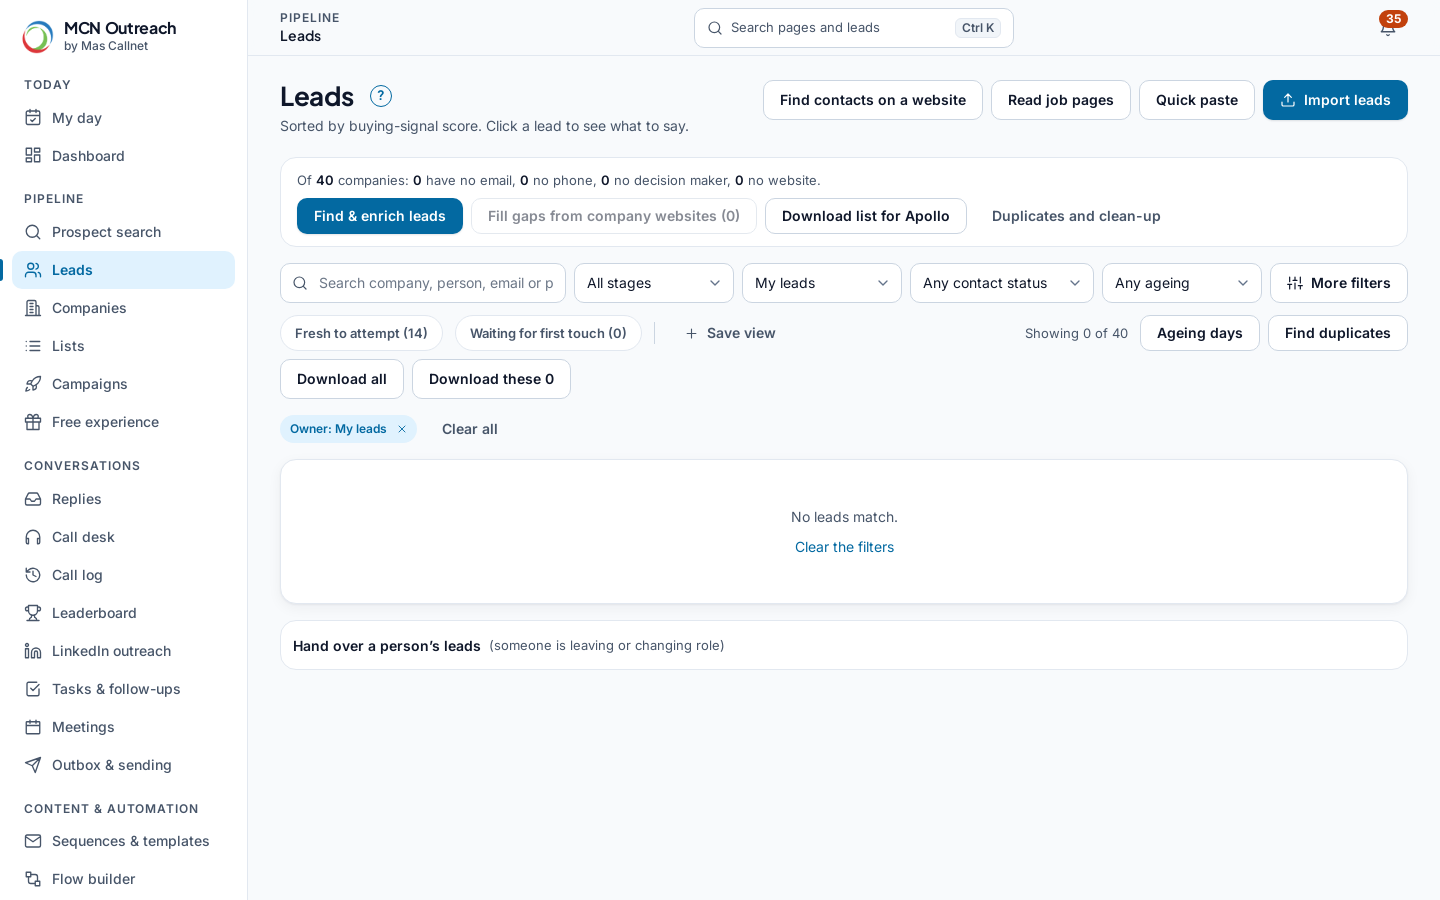 MCN Outreach
by Mas Callnet
TODAY
My day
Dashboard
PIPELINE
Prospect search
Leads
Companies
Lists
Campaigns
Free experience
CONVERSATIONS
Replies
Call desk
Call log
Leaderboard
LinkedIn outreach
Tasks & follow-ups
Meetings
Outbox & sending
CONTENT & AUTOMATION
Sequences & templates
Flow builder
PIPELINE
Leads
Search pages and leads Ctrl K
35
Leads ?
Sorted by buying-signal score. Click a lead to see what to say.
Find contacts on a website Read job pages Quick paste Import leads
Of 40 companies: 0 have no email, 0 no phone, 0 no decision maker, 0 no website.
Find & enrich leads Fill gaps from company websites (0) Download list for Apollo Duplicates and clean-up
Search company, person, email or p All stages My leads Any contact status Any ageing More filters
Fresh to attempt (14) Waiting for first touch (0) Save view Showing 0 of 40 Ageing days Find duplicates
Download all Download these 0
Owner: My leads Clear all
No leads match.
Clear the filters
Hand over a person’s leads (someone is leaving or changing role)